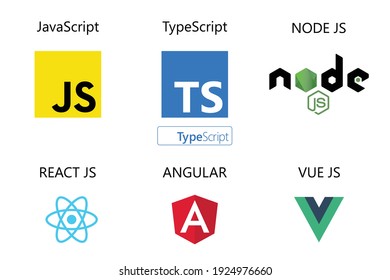 JavaScript
TypeScript
NODE JS
JS
TS
node
JS
TypeScript
REACT JS
ANGULAR
VUE JS
A
shutterstock.com · 1924976660